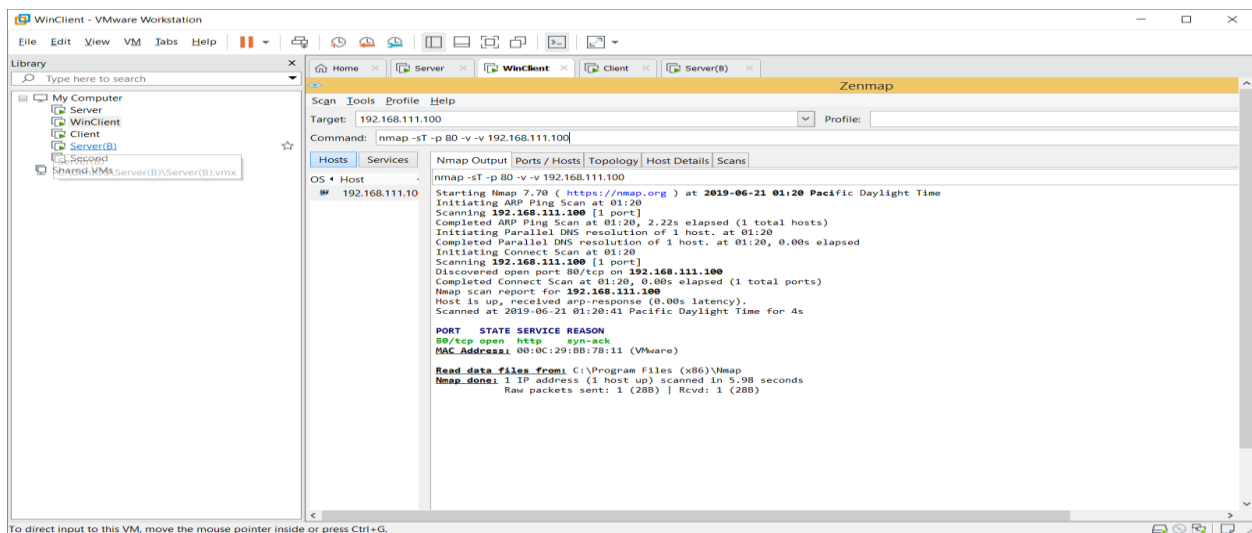 WinClient - VMware Workstation
File Edit View VM Tabs Help
Library
Type here to search
My Computer
Server
WinClient
Client
Server(B)
Second
Shared VMs
Server(B)\Server(B).vmx
Home
Server
WinClient
Client
Server(B)
Zenmap
Scan Tools Profile Help
Target: 192.168.111.100
Profile:
Command: nmap -sT -p 80 -v -v 192.168.111.100
Hosts Services
Nmap Output Ports / Hosts Topology Host Details Scans
OS Host
192.168.111.10
nmap -sT -p 80 -v -v 192.168.111.100
Starting Nmap 7.70 ( https://nmap.org ) at 2019-06-21 01:20 Pacific Daylight Time
Initiating ARP Ping Scan at 01:20
Scanning 192.168.111.100 [1 port]
Completed ARP Ping Scan at 01:20, 2.22s elapsed (1 total hosts)
Initiating Parallel DNS resolution of 1 host. at 01:20
Completed Parallel DNS resolution of 1 host. at 01:20, 0.00s elapsed
Initiating Connect Scan at 01:20
Scanning 192.168.111.100 [1 port]
Discovered open port 80/tcp on 192.168.111.100
Completed Connect Scan at 01:20, 0.00s elapsed (1 total ports)
Nmap scan report for 192.168.111.100
Host is up, received arp-response (0.00s latency).
Scanned at 2019-06-21 01:20:41 Pacific Daylight Time for 4s
PORT STATE SERVICE REASON
80/tcp open http syn-ack
MAC Address: 00:0C:29:BB:78:11 (VMware)
Read data files from: C:\Program Files (x86)\Nmap
Nmap done: 1 IP address (1 host up) scanned in 5.98 seconds
Raw packets sent: 1 (28B) | Rcvd: 1 (28B)
To direct input to this VM, move the mouse pointer inside or press Ctrl+G.